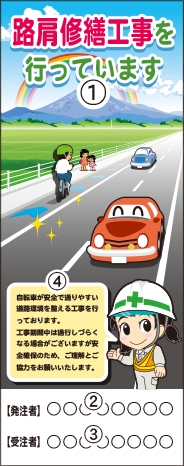 路肩修繕工事を
行っています
①
④
自転車が安全で通りやすい
道路環境を整える工事を行
っております。
工事期間中は通行しづらく
なる場合がございますが安
全確保のため、ご理解とご
協力をお願いいたします。
②
【発注者】〇〇〇〇〇〇〇〇
③
【受注者】〇〇〇〇〇〇〇〇